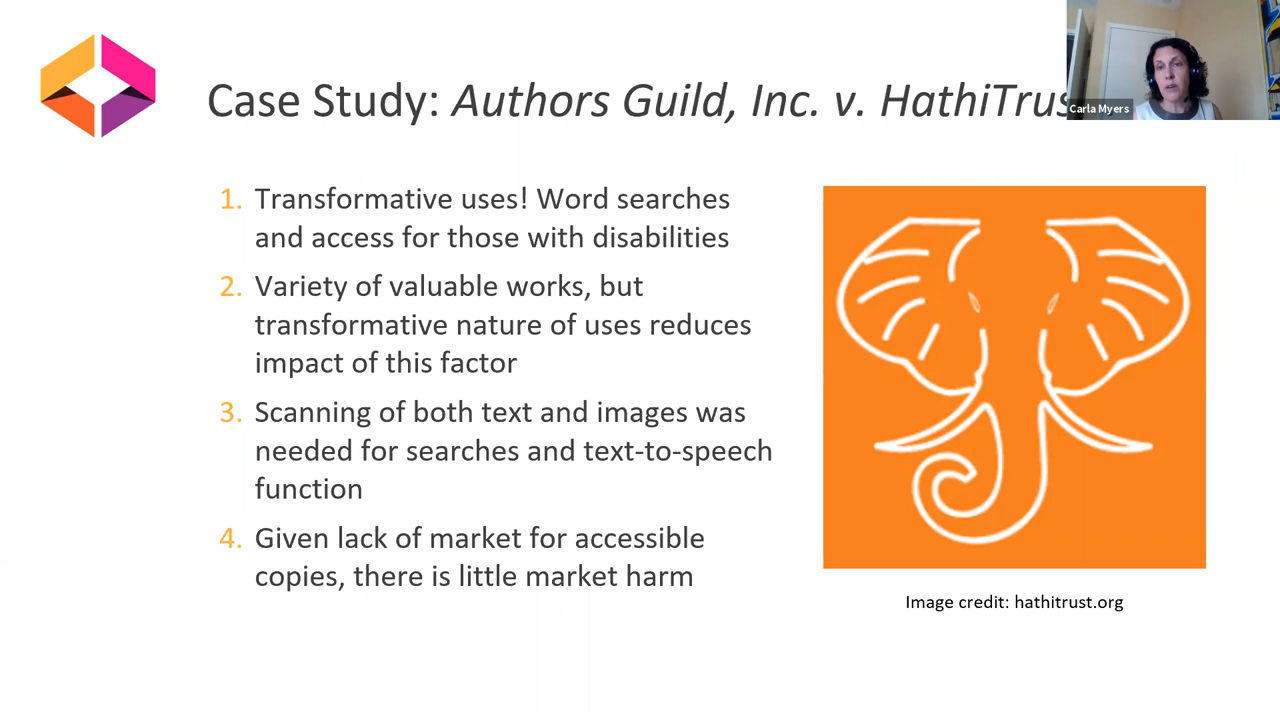 Case Study: Authors Guild, Inc. v. HathiTrus
Carla Myers
1. Transformative uses! Word searches
and access for those with disabilities
2. Variety of valuable works, but
transformative nature of uses reduces
impact of this factor
3. Scanning of both text and images was
needed for searches and text-to-speech
function
4. Given lack of market for accessible
copies, there is little market harm
Image credit: hathitrust.org